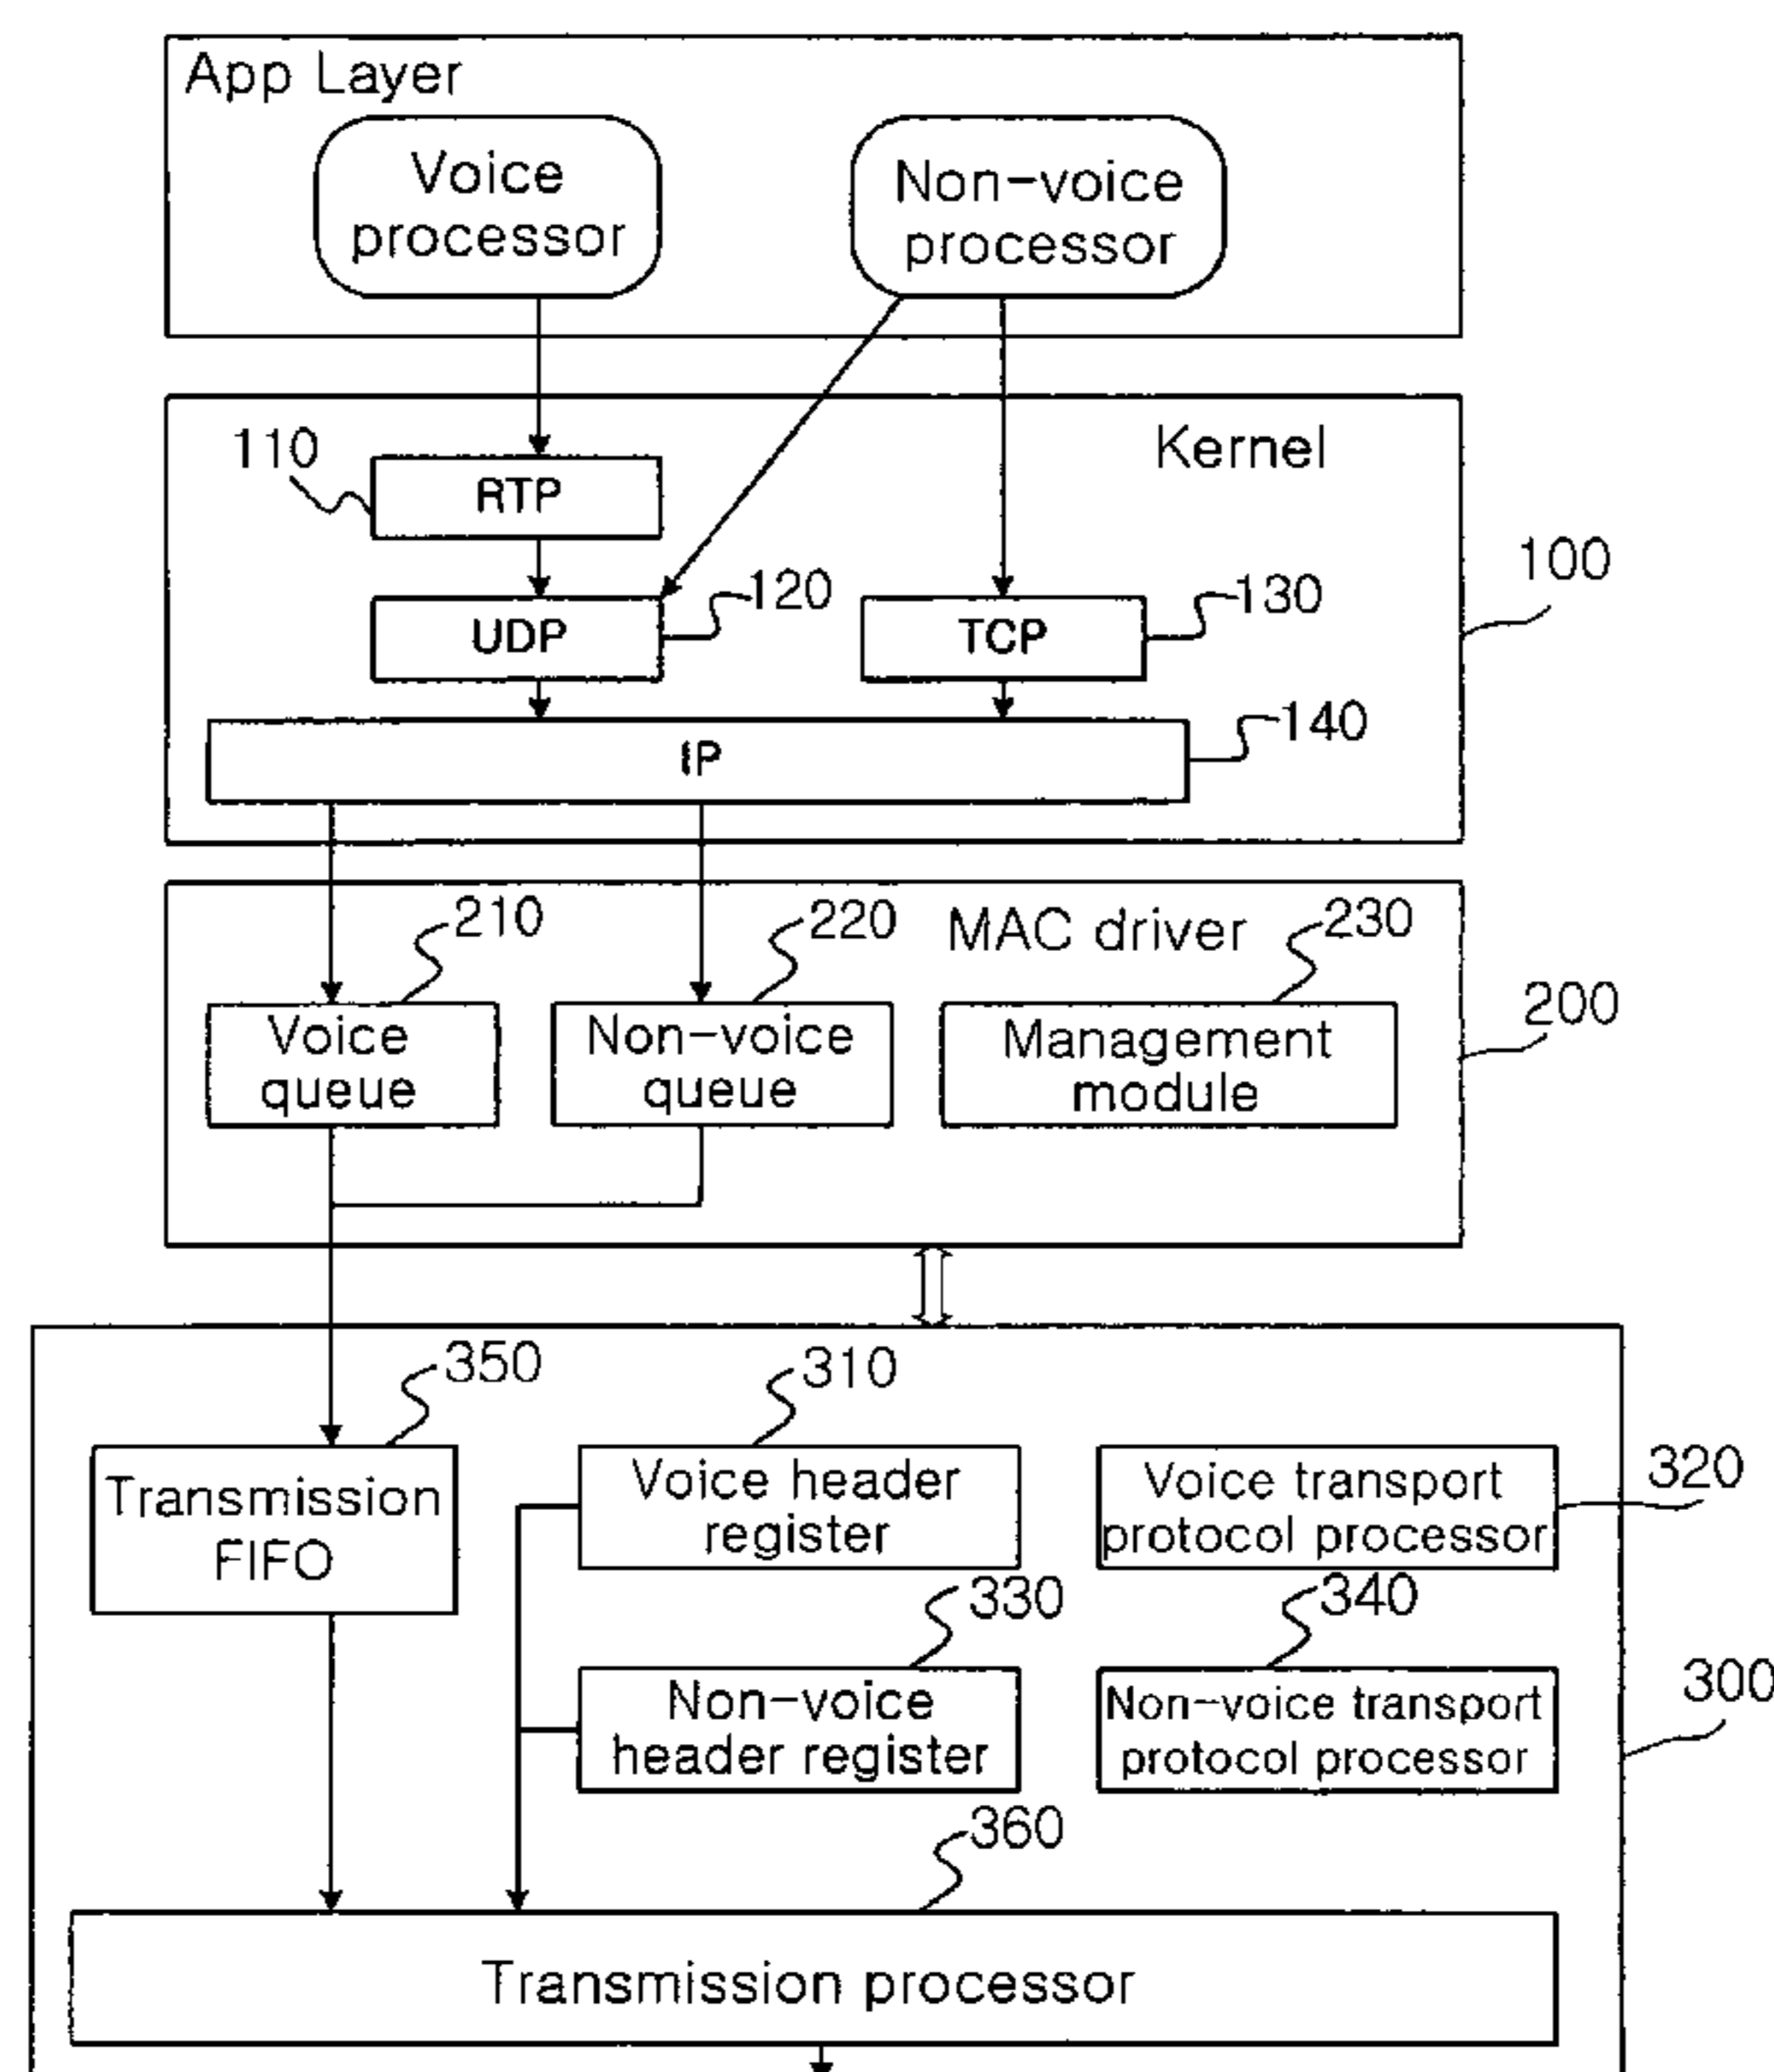 App Layer
Voice
processor
Non-voice
processor
Kernel
110
RTP
100
120
130
UDP
TCP
140
IP
210
220
MAC driver
230
200
Voice
queue
Non-voice
queue
Management
module
350
310
320
Transmission
FIFO
Voice header
register
Voice transport
protocol processor
330
340
300
Non-voice
header register
Non-voice transport
protocol processor
360
Transmission processor